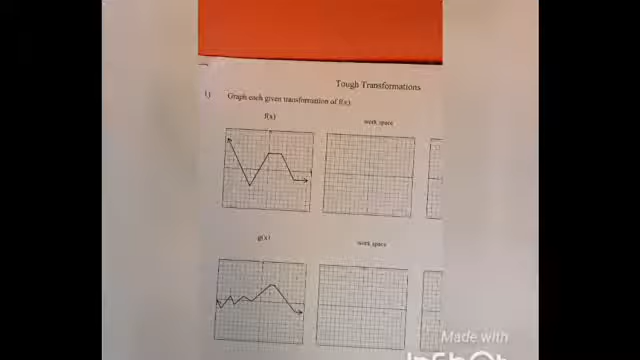 Tough Transformations
1) Graph each given transformation of f(x):
f(x) work space
g(x) work space
Made with